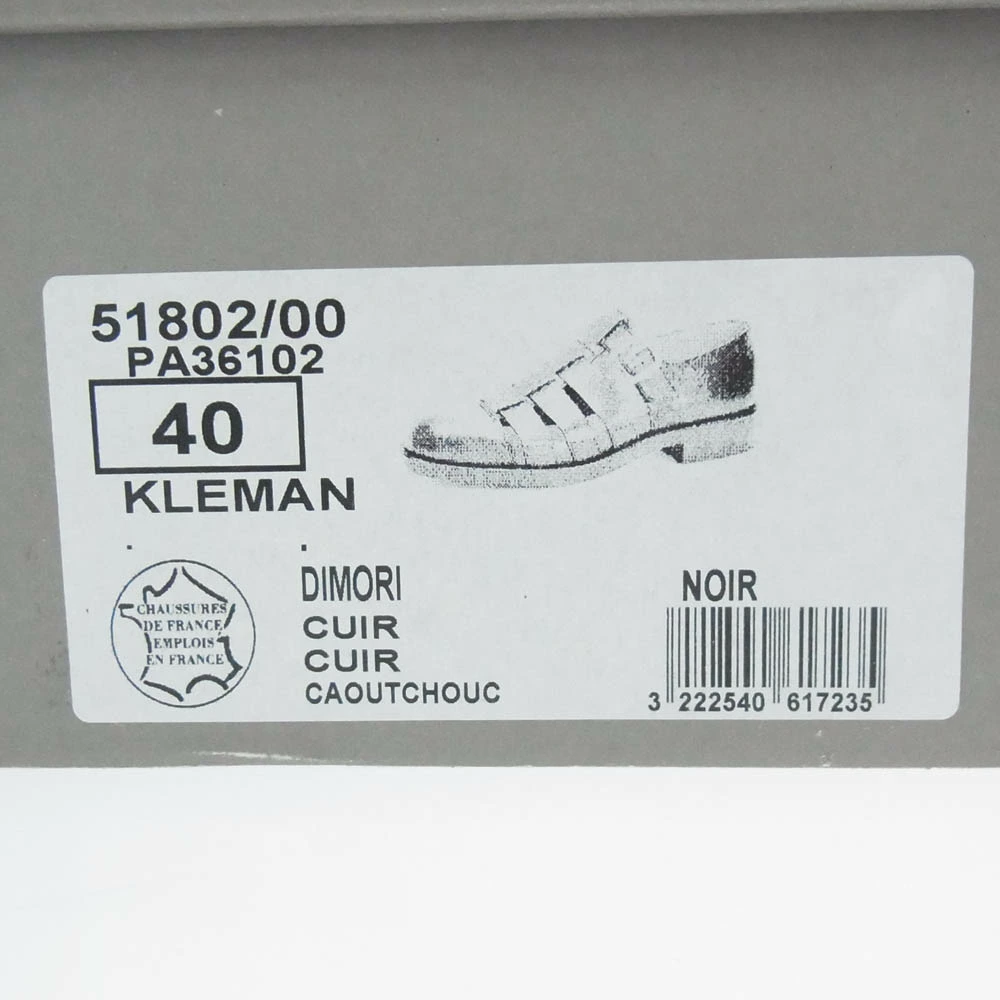 51802/00
PA36102
40
KLEMAN
. .
DIMORI
NOIR
CHAUSSURES
DE FRANCE
EMPLOIS
EN FRANCE
CUIR
CUIR
CAOUTCHOUC
3 222540 617235